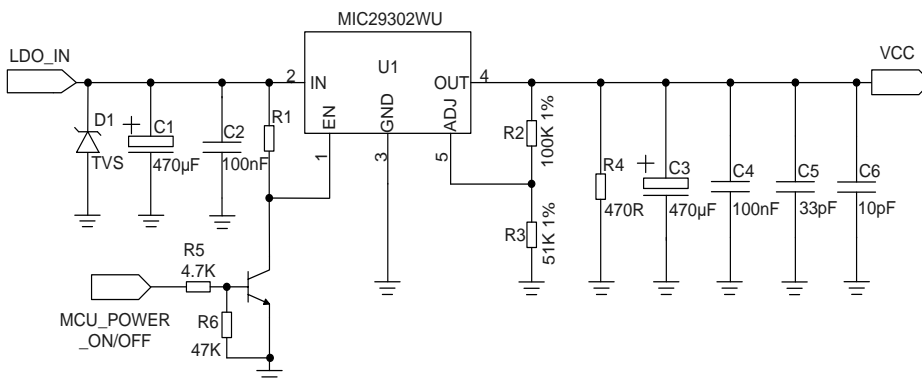 MIC29302WU
LDO_IN
VCC
U1
2
IN
OUT
4
EN
GND
ADJ
1
3
5
D1
TVS
C1
470µF
C2
100nF
R1
R2
100K 1%
R3
51K 1%
R4
470R
C3
470µF
C4
100nF
C5
33pF
C6
10pF
R5
4.7K
MCU_POWER
_ON/OFF
R6
47K